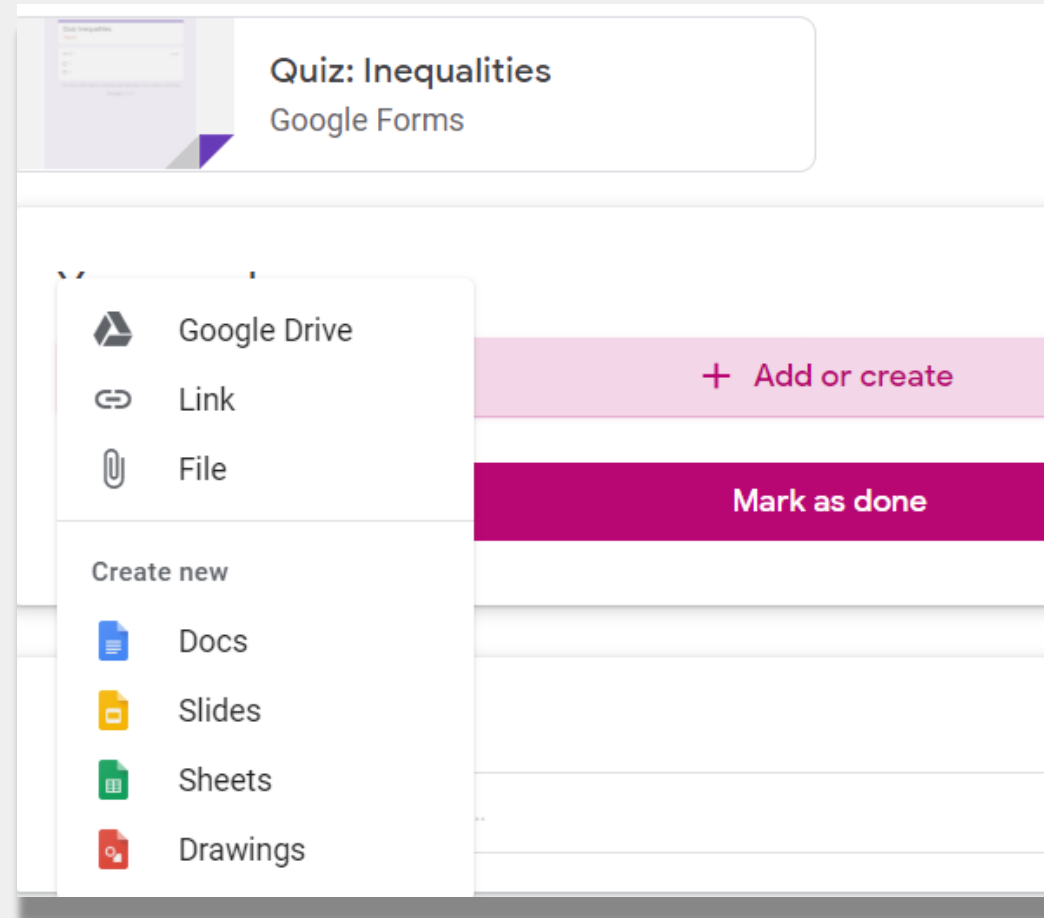 Quiz: Inequalities
Google Forms
Google Drive
Link
File
+ Add or create
Mark as done
Create new
Docs
Slides
Sheets
Drawings